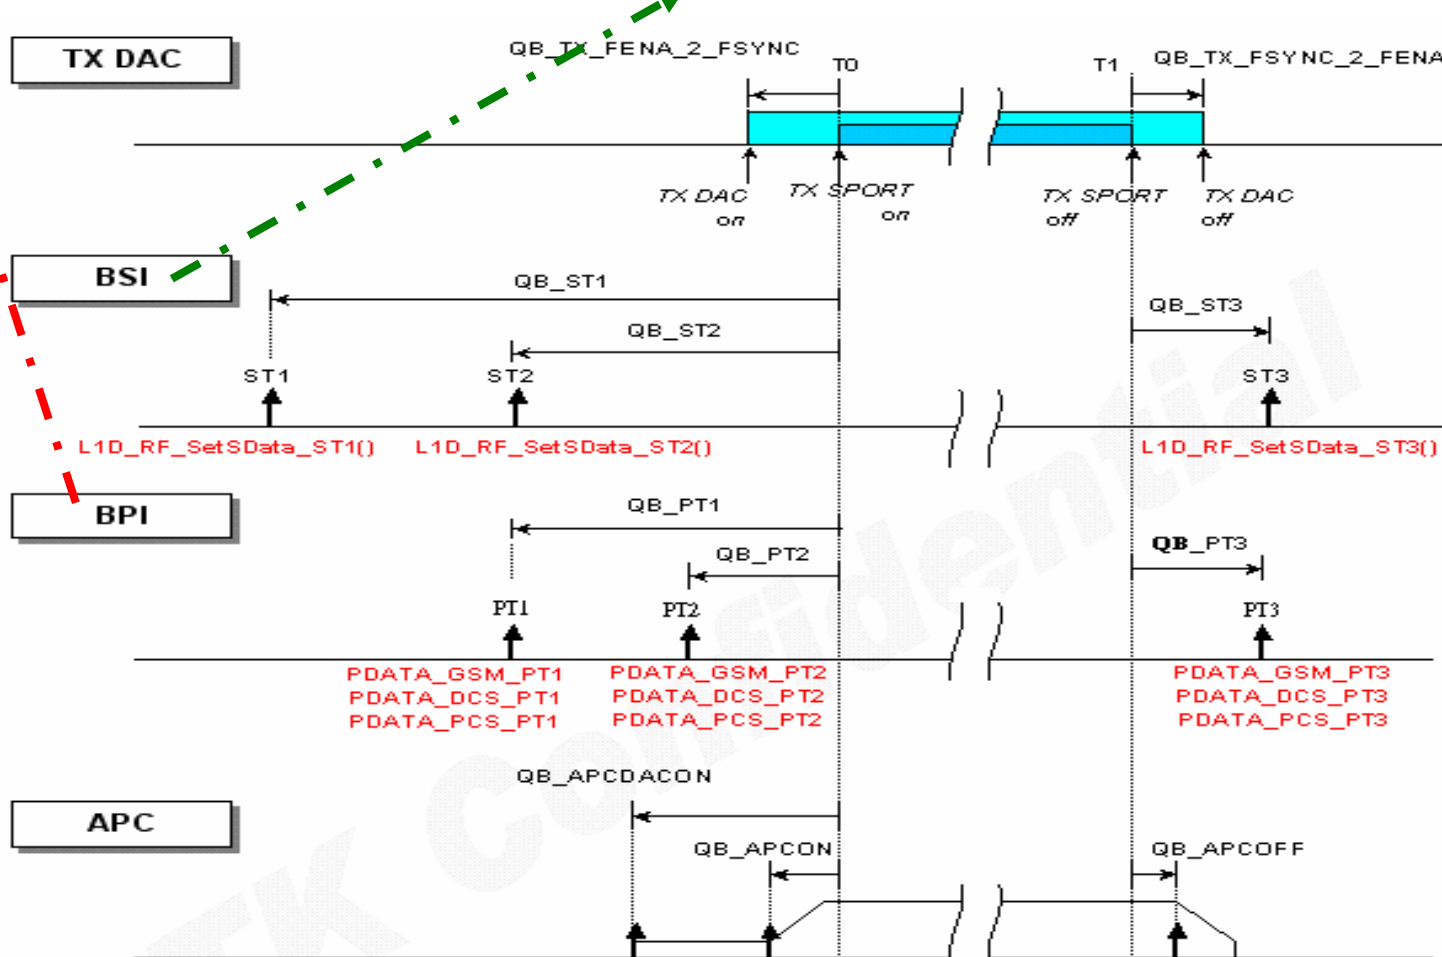 TX DAC
QB_TX_FENA_2_FSYNC
T0
T1
QB_TX_FSYNC_2_FENA
TX DAC
on
TX SPORT
on
TX SPORT
off
TX DAC
off
BSI
QB_ST1
QB_ST2
QB_ST3
ST1
ST2
ST3
L1D_RF_SetSData_ST1()
L1D_RF_SetSData_ST2()
L1D_RF_SetSData_ST3()
BPI
QB_PT1
QB_PT2
QB_PT3
PT1
PT2
PT3
PDATA_GSM_PT1
PDATA_DCS_PT1
PDATA_PCS_PT1
PDATA_GSM_PT2
PDATA_DCS_PT2
PDATA_PCS_PT2
PDATA_GSM_PT3
PDATA_DCS_PT3
PDATA_PCS_PT3
APC
QB_APCDACON
QB_APCON
QB_APCOFF
TK Confidential